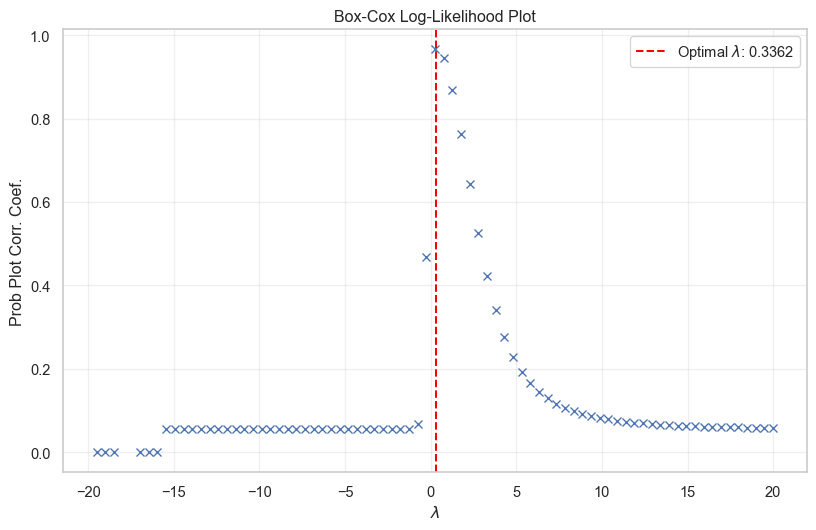 Box-Cox Log-Likelihood Plot
Optimal λ: 0.3362
Prob Plot Corr. Coef.
1.0
0.8
0.6
0.4
0.2
0.0
−20 −15 −10 −5 0 5 10 15 20
λ